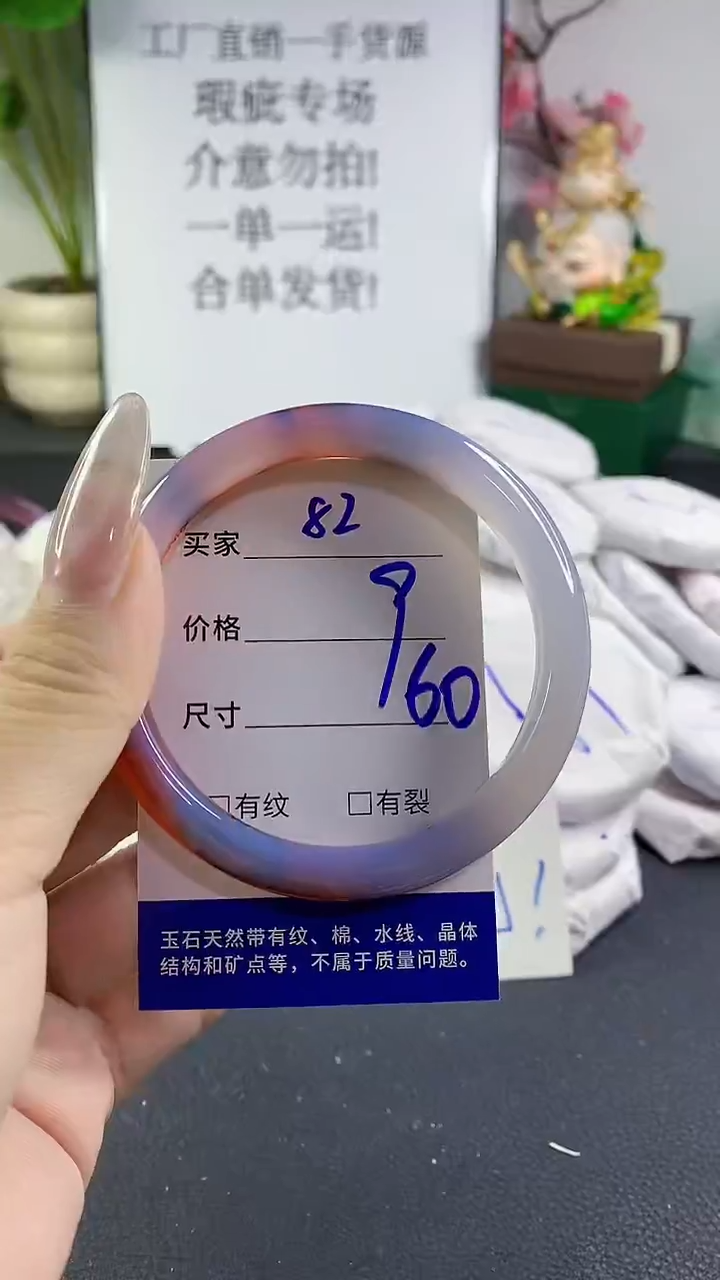 工厂直销一手货源
瑕疵专场
介意勿拍!
一单一运!
合单发货!
买家 82
价格 9
尺寸 60
□有纹 □有裂
玉石天然带有纹、棉、水线、晶体
结构和矿点等，不属于质量问题。
!